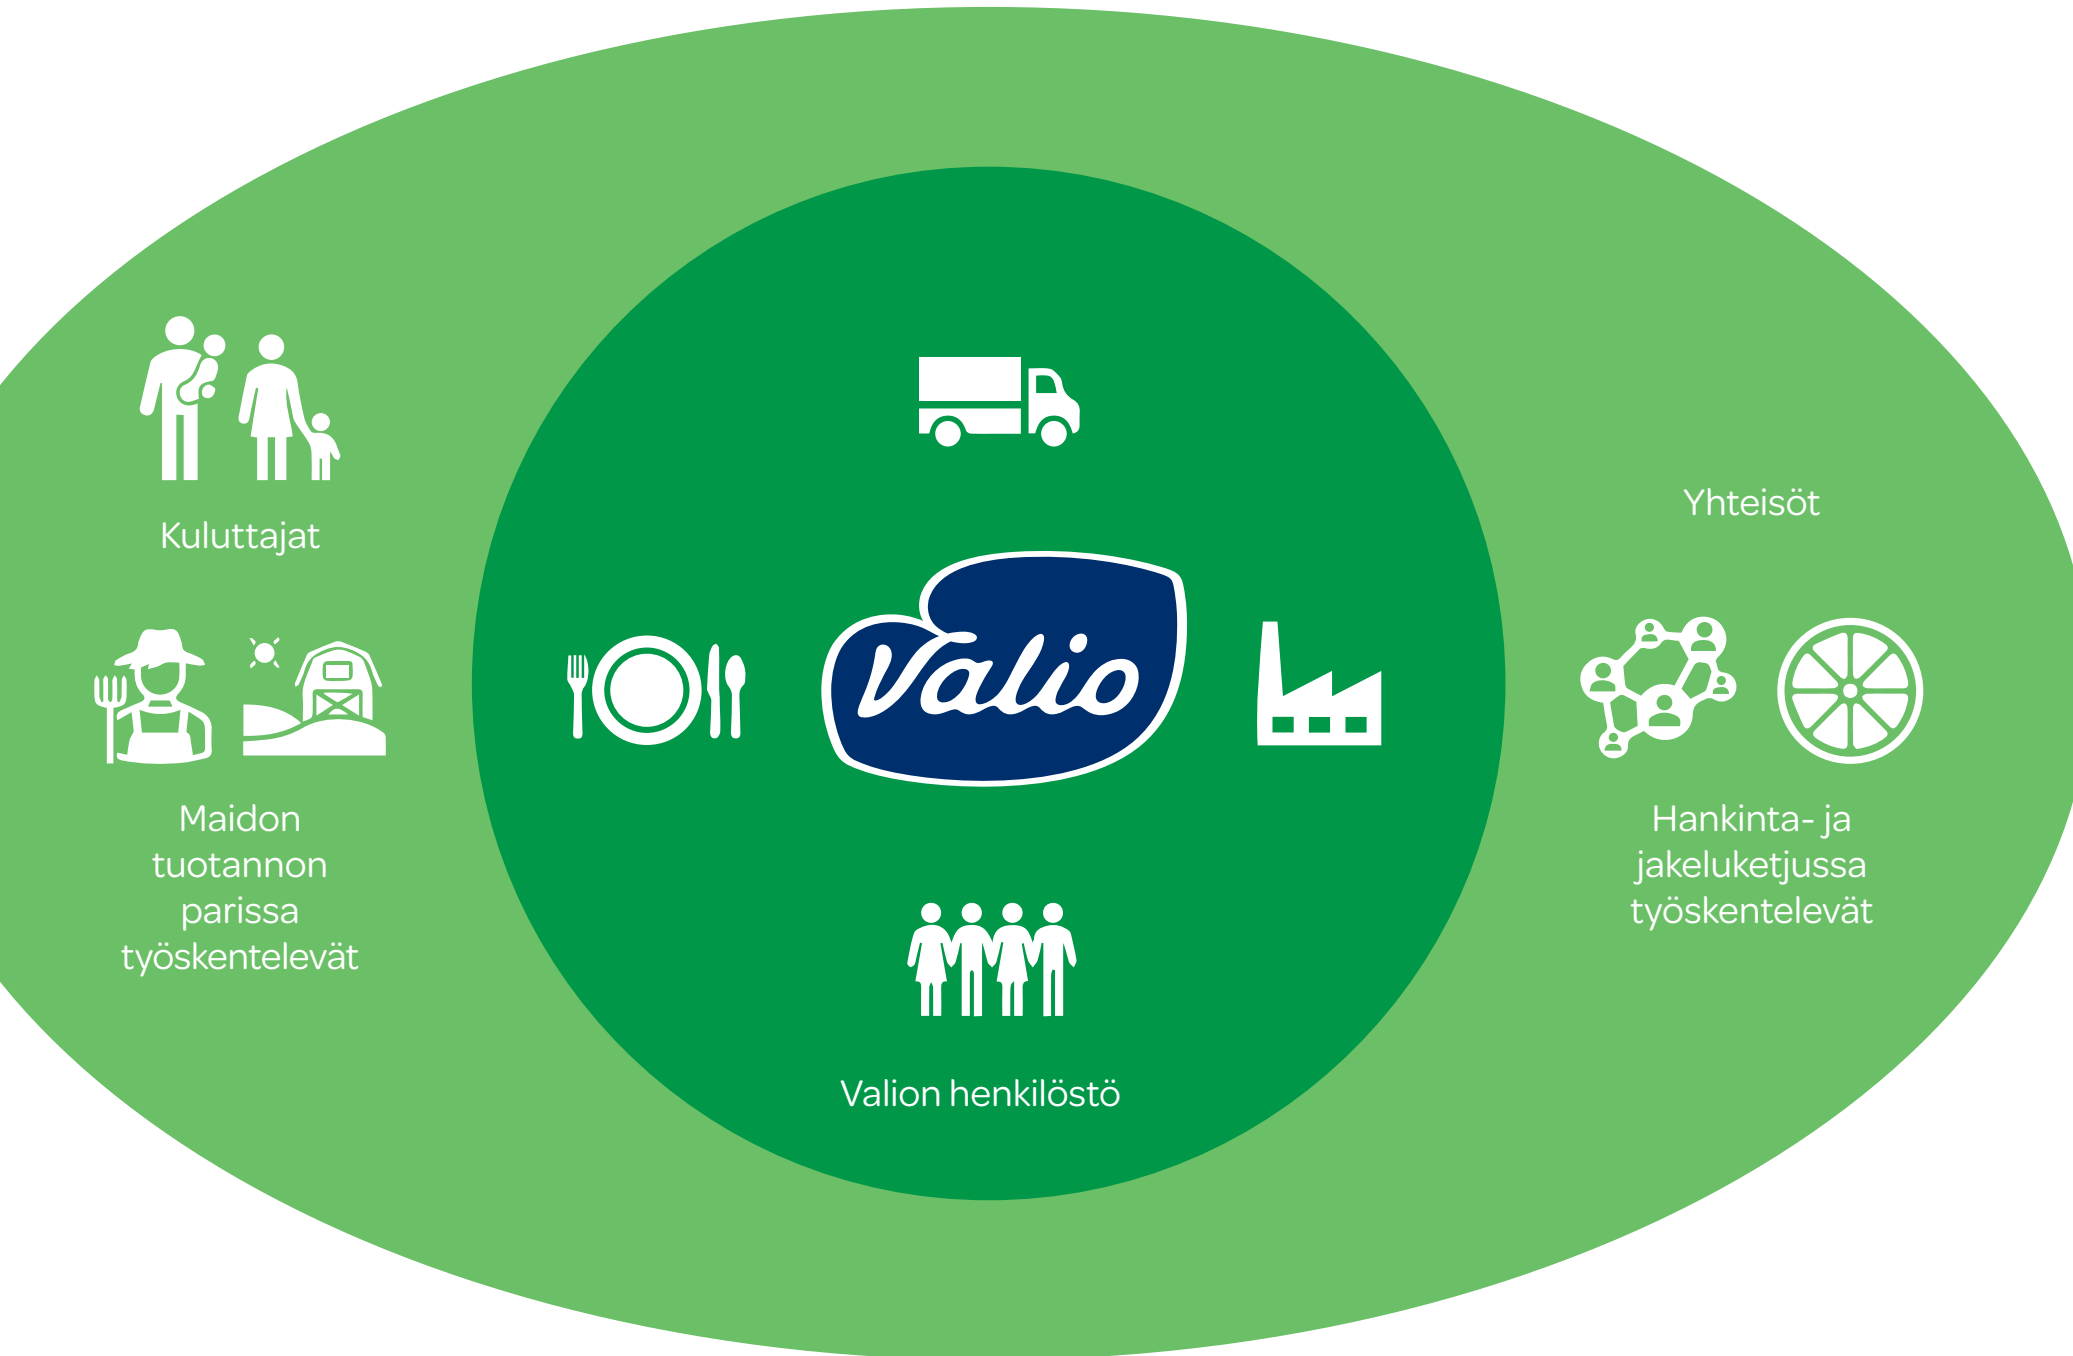 Kuluttajat
Maidon
tuotannon
parissa
työskentelevät
Valio
Valion henkilöstö
Yhteisöt
Hankinta- ja
jakeluketjussa
työskentelevät